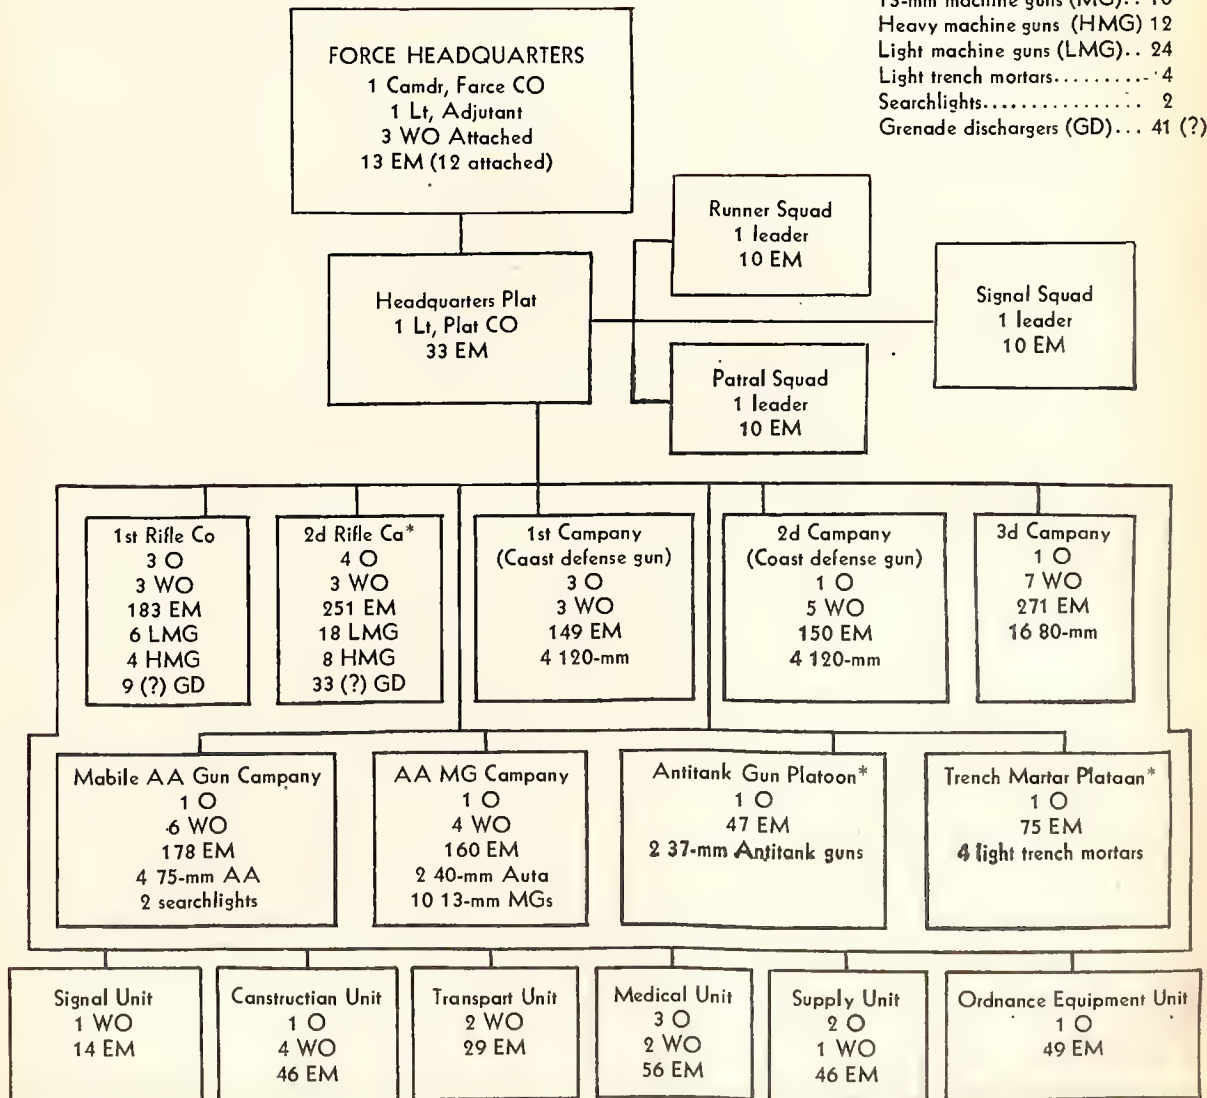 13-mm machine guns (MG).. 10
Heavy machine guns (HMG) 12
Light machine guns (LMG).. 24
Light trench mortars.......... 4
Searchlights................ 2
Grenade dischargers (GD)... 41 (?)
FORCE HEADQUARTERS
1 Camdr, Farce CO
1 Lt, Adjutant
3 WO Attached
13 EM (12 attached)
Runner Squad
1 leader
10 EM
Headquarters Plat
1 Lt, Plat CO
33 EM
Signal Squad
1 leader
10 EM
Patral Squad
1 leader
10 EM
1st Rifle Co
3 O
3 WO
183 EM
6 LMG
4 HMG
9 (?) GD
2d Rifle Ca*
4 O
3 WO
251 EM
18 LMG
8 HMG
33 (?) GD
1st Campany
(Caast defense gun)
3 O
3 WO
149 EM
4 120-mm
2d Campany
(Coast defense gun)
1 O
5 WO
150 EM
4 120-mm
3d Campany
1 O
7 WO
271 EM
16 80-mm
Mabile AA Gun Campany
1 O
6 WO
178 EM
4 75-mm AA
2 searchlights
AA MG Campany
1 O
4 WO
160 EM
2 40-mm Auta
10 13-mm MGs
Antitank Gun Platoon*
1 O
47 EM
2 37-mm Antitank guns
Trench Martar Plataan*
1 O
75 EM
4 light trench mortars
Signal Unit
1 WO
14 EM
Canstructian Unit
1 O
4 WO
46 EM
Transpart Unit
2 WO
29 EM
Medical Unit
3 O
2 WO
56 EM
Supply Unit
2 O
1 WO
46 EM
Ordnance Equipment Unit
1 O
49 EM